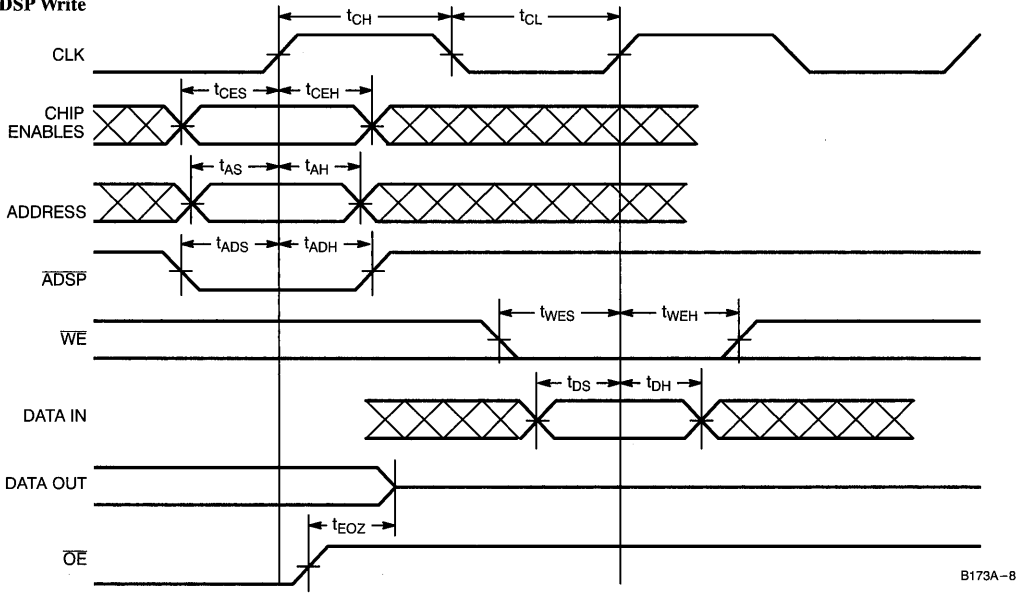 DSP Write
tCH
tCL
CLK
tCES
tCEH
CHIP
ENABLES
tAS
tAH
ADDRESS
tADS
tADH
ADSP
tWES
tWEH
WE
tDS
tDH
DATA IN
DATA OUT
tEOZ
OE
B173A-8